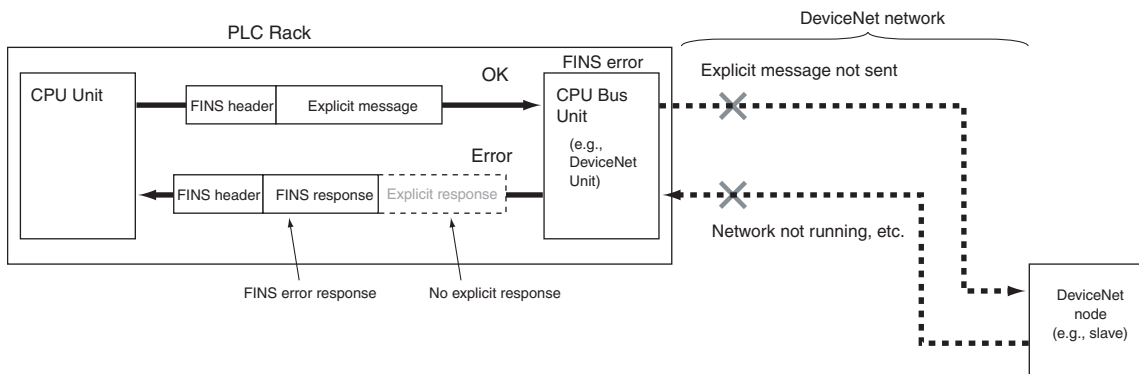 DeviceNet network
PLC Rack
FINS error
CPU Unit
FINS header
Explicit message
OK
CPU Bus
Unit
(e.g.,
DeviceNet
Unit)
Explicit message not sent
Error
FINS header
FINS response
Explicit response
Network not running, etc.
FINS error response
No explicit response
DeviceNet
node
(e.g., slave)